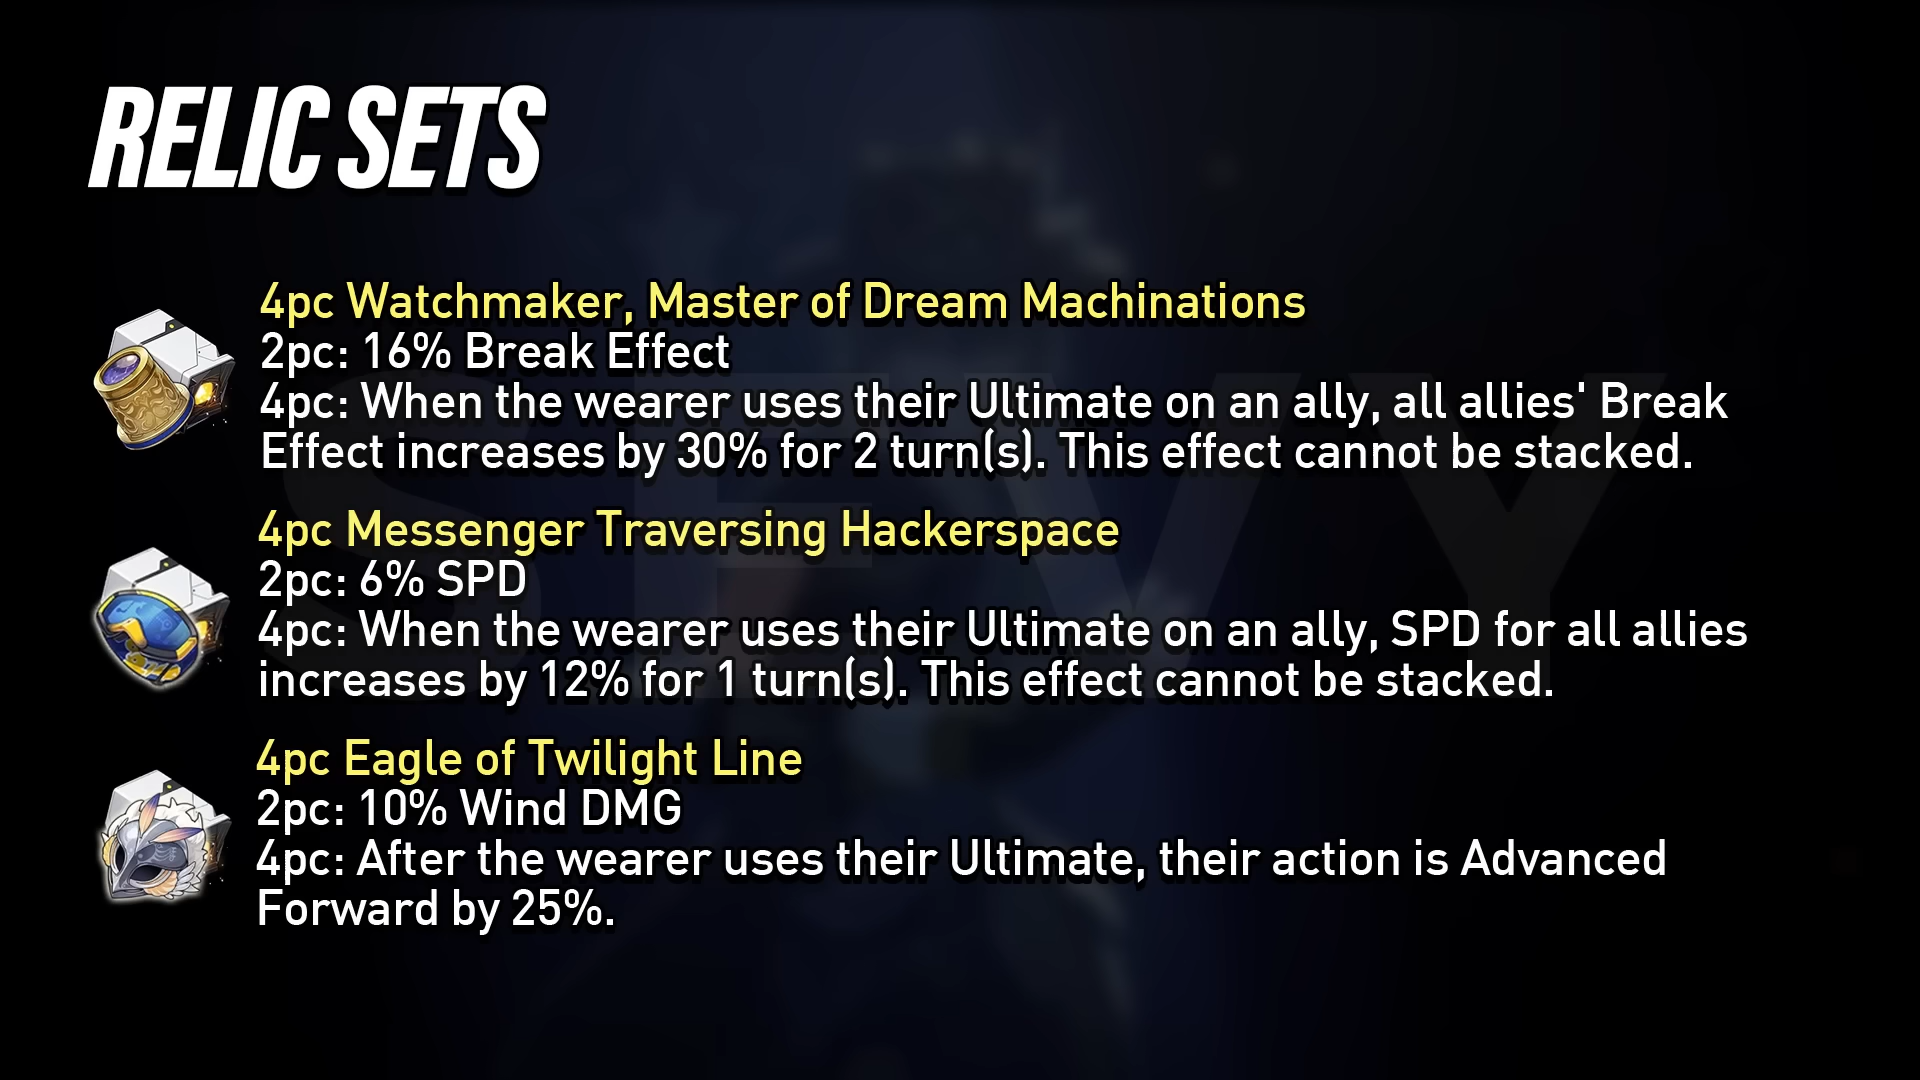 RELIC SETS
4pc Watchmaker, Master of Dream Machinations
2pc: 16% Break Effect
4pc: When the wearer uses their Ultimate on an ally, all allies' Break
Effect increases by 30% for 2 turn(s). This effect cannot be stacked.
4pc Messenger Traversing Hackerspace
2pc: 6% SPD
4pc: When the wearer uses their Ultimate on an ally, SPD for all allies
increases by 12% for 1 turn(s). This effect cannot be stacked.
4pc Eagle of Twilight Line
2pc: 10% Wind DMG
4pc: After the wearer uses their Ultimate, their action is Advanced
Forward by 25%.
SEVY